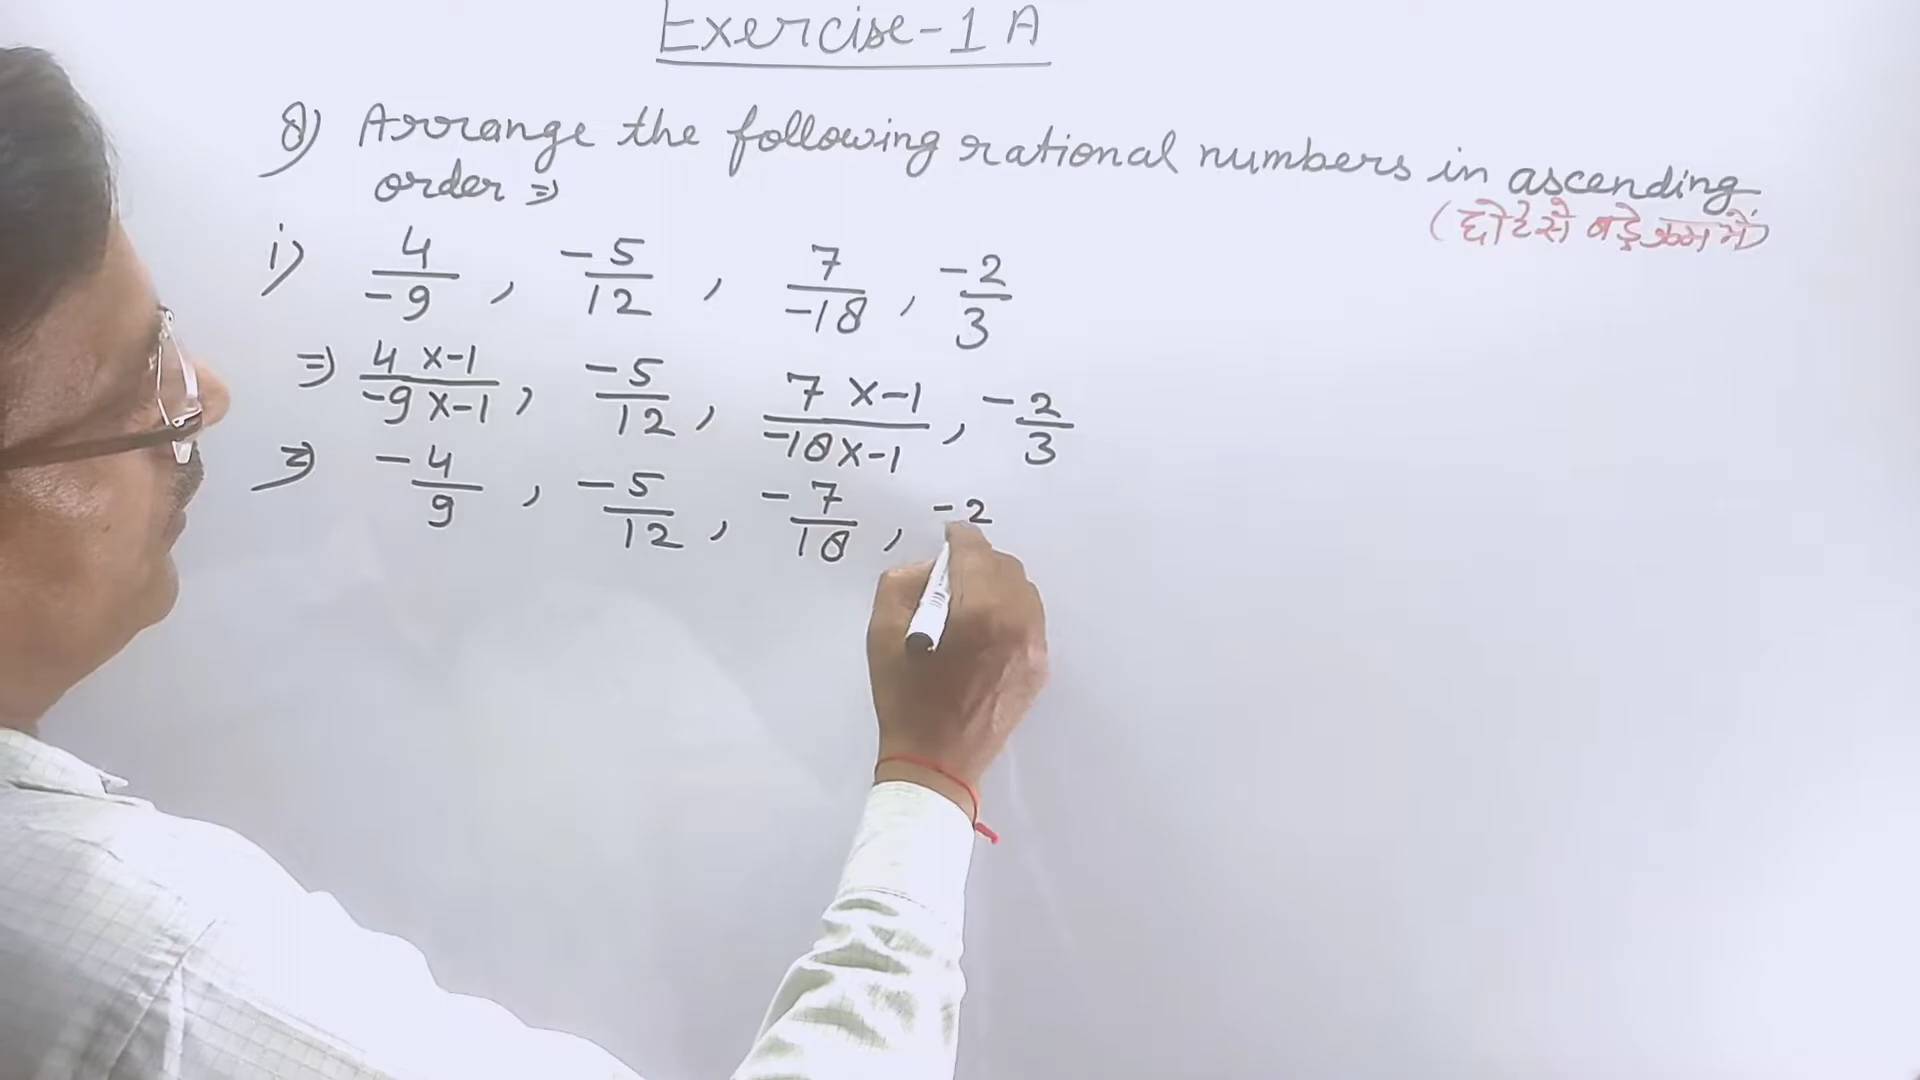 Exercise-1 A
8) Arrange the following rational numbers in ascending
order ⇒
(छोटे से बड़े क्रम में)
i) 4/-9, -5/12, 7/-18, -2/3
⇒ 4 x-1/-9 x-1, -5/12, 7 x-1/-18 x-1, -2/3
⇒ -4/9, -5/12, -7/18, -2